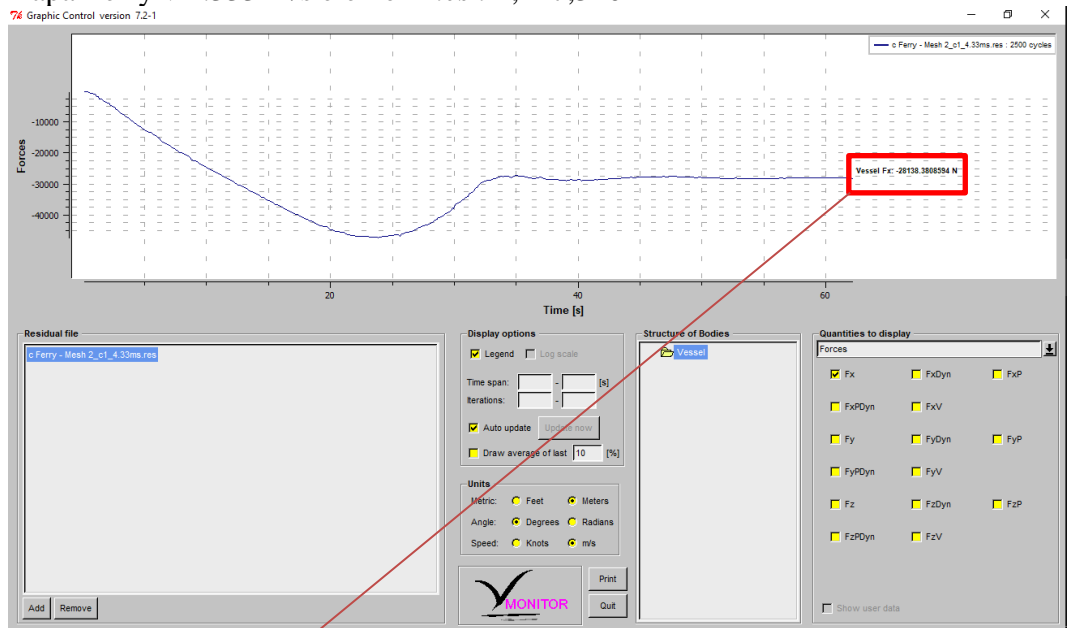 Graphic Control version 7.2-1
c Ferry - Mesh 2_c1_4.33ms.res : 2500 cycles
-10000
-20000
-30000
-40000
Forces
Vessel Fx: -28138.3808594 N
20
40
60
Time [s]
Residual file
c Ferry - Mesh 2_c1_4.33ms.res
Add
Remove
Display options
Legend
Log scale
Time span:
-
[s]
Iterations:
-
Auto update
Update now
Draw average of last
10
[%]
Units
Metric:
Feet
Meters
Angle:
Degrees
Radians
Speed:
Knots
m/s
VMONITOR
Print
Quit
Structure of Bodies
Vessel
Quantities to display
Forces
Fx
FxDyn
FxP
FxPDyn
FxV
Fy
FyDyn
FyP
FyPDyn
FyV
Fz
FzDyn
FzP
FzPDyn
FzV
Show user data